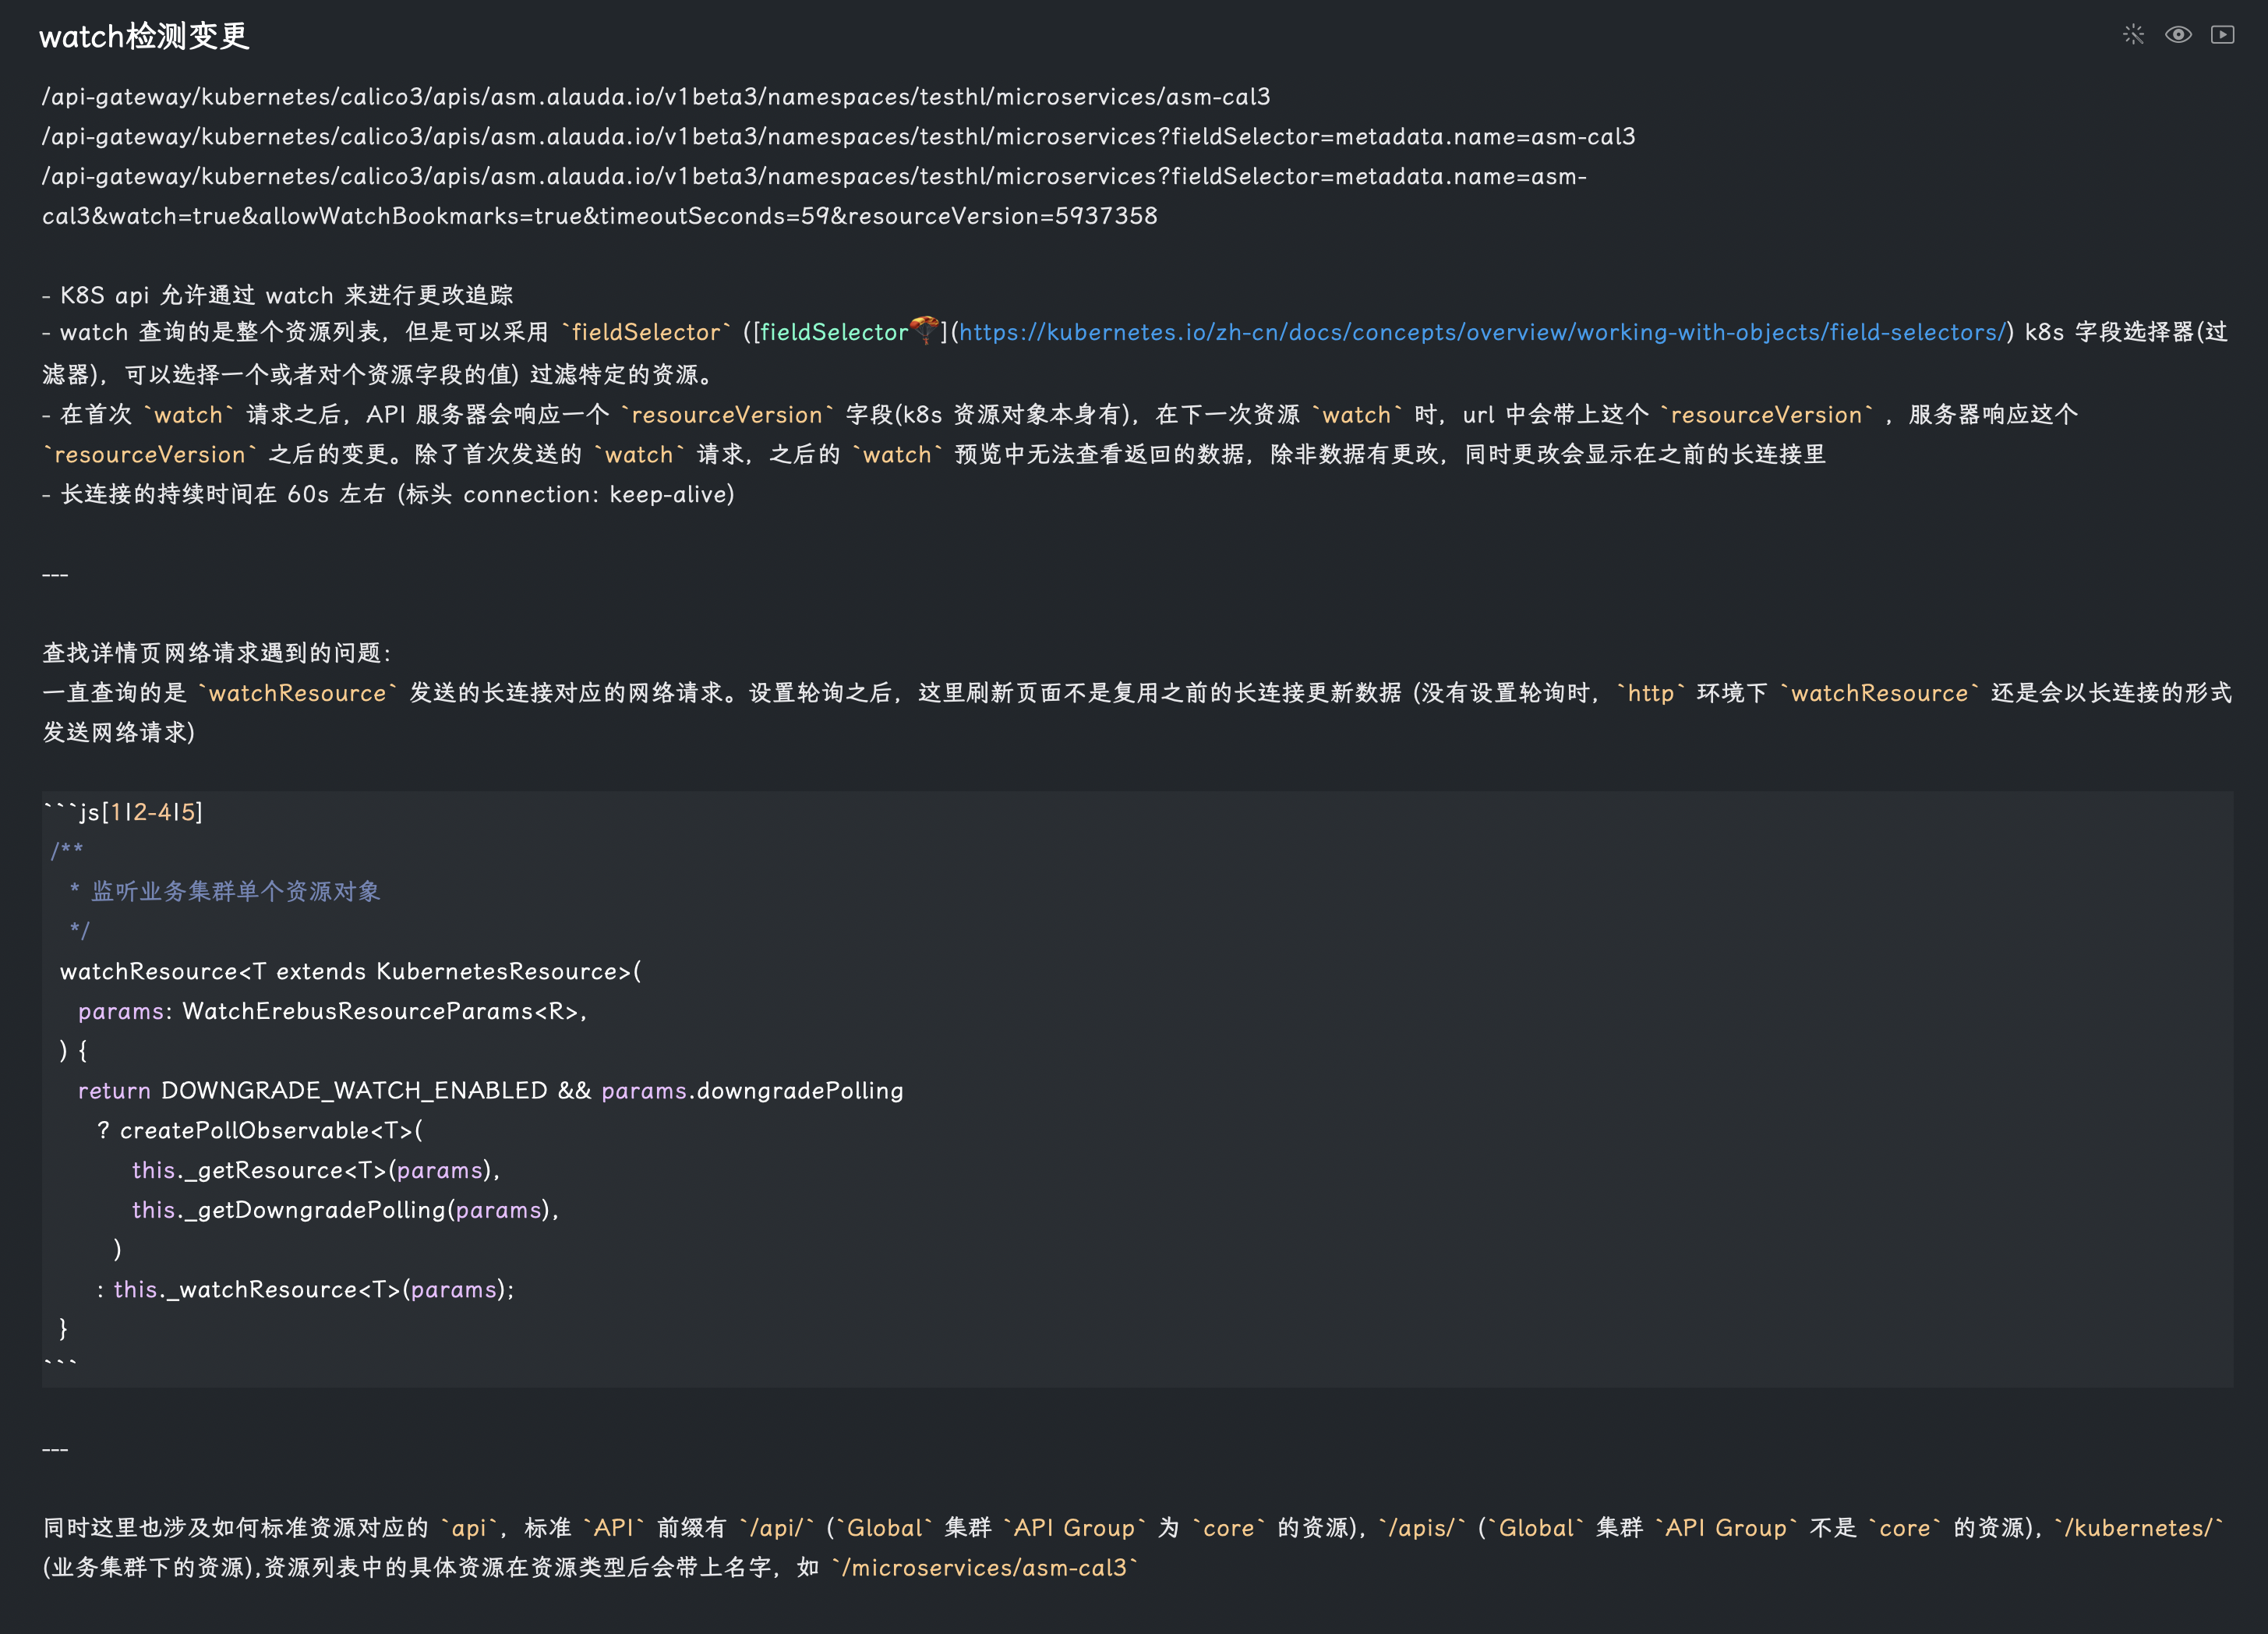 watch检测变更
/api-gateway/kubernetes/calico3/apis/asm.alauda.io/v1beta3/namespaces/testhl/microservices/asm-cal3
/api-gateway/kubernetes/calico3/apis/asm.alauda.io/v1beta3/namespaces/testhl/microservices?fieldSelector=metadata.name=asm-cal3
/api-gateway/kubernetes/calico3/apis/asm.alauda.io/v1beta3/namespaces/testhl/microservices?fieldSelector=metadata.name=asm-
cal3&watch=true&allowWatchBookmarks=true&timeoutSeconds=59&resourceVersion=5937358
- K8S api 允许通过 watch 来进行更改追踪
- watch 查询的是整个资源列表，但是可以采用 `fieldSelector` ([fieldSelector🪂](https://kubernetes.io/zh-cn/docs/concepts/overview/working-with-objects/field-selectors/) k8s 字段选择器(过
滤器)，可以选择一个或者对个资源字段的值) 过滤特定的资源。
- 在首次 `watch` 请求之后，API 服务器会响应一个 `resourceVersion` 字段(k8s 资源对象本身有)，在下一次资源 `watch` 时，url 中会带上这个 `resourceVersion` ，服务器响应这个
`resourceVersion` 之后的变更。除了首次发送的 `watch` 请求，之后的 `watch` 预览中无法查看返回的数据，除非数据有更改，同时更改会显示在之前的长连接里
- 长连接的持续时间在 60s 左右 (标头 connection: keep-alive)
---
查找详情页网络请求遇到的问题：
一直查询的是 `watchResource` 发送的长连接对应的网络请求。设置轮询之后，这里刷新页面不是复用之前的长连接更新数据 (没有设置轮询时，`http` 环境下 `watchResource` 还是会以长连接的形式
发送网络请求)
```js[1|2-4|5]
/**
* 监听业务集群单个资源对象
*/
watchResource<T extends KubernetesResource>(
params: WatchErebusResourceParams<R>,
) {
return DOWNGRADE_WATCH_ENABLED && params.downgradePolling
? createPollObservable<T>(
this._getResource<T>(params),
this._getDowngradePolling(params),
)
: this._watchResource<T>(params);
}
```
---
同时这里也涉及如何标准资源对应的 `api`，标准 `API` 前缀有 `/api/` (`Global` 集群 `API Group` 为 `core` 的资源), `/apis/` (`Global` 集群 `API Group` 不是 `core` 的资源), `/kubernetes/`
(业务集群下的资源),资源列表中的具体资源在资源类型后会带上名字，如 `/microservices/asm-cal3`